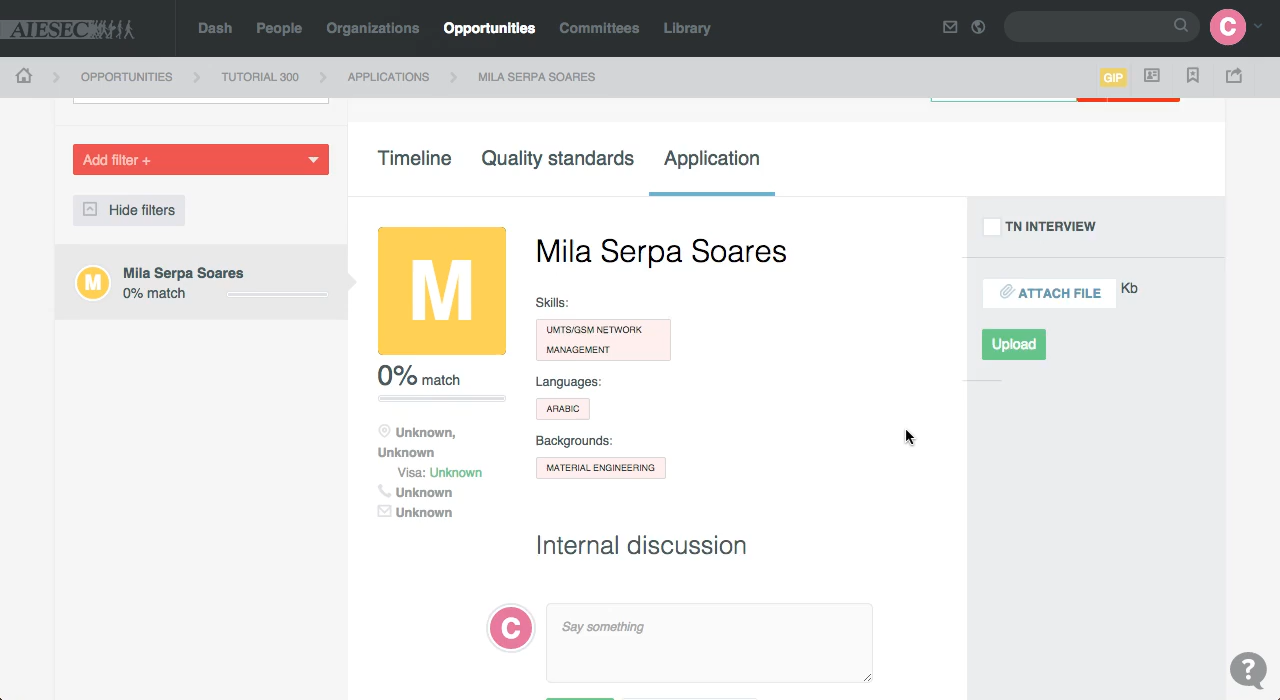 AIESEC
Dash People Organizations Opportunities Committees Library
C
OPPORTUNITIES TUTORIAL 300 APPLICATIONS MILA SERPA SOARES
GIP
Add filter +
Hide filters
M
Mila Serpa Soares
0% match
Timeline Quality standards Application
M
0% match
Unknown,
Unknown
Visa: Unknown
Unknown
Unknown
Mila Serpa Soares
Skills:
UMTS/GSM NETWORK
MANAGEMENT
Languages:
ARABIC
Backgrounds:
MATERIAL ENGINEERING
Internal discussion
C
Say something
TN INTERVIEW
ATTACH FILE Kb
Upload
?